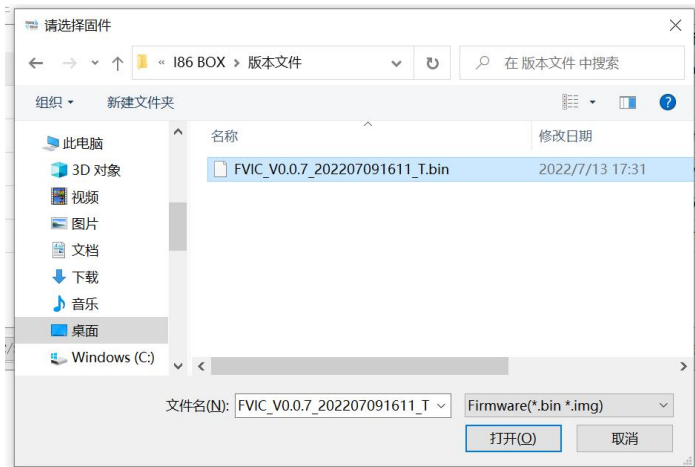 请选择固件
« I86 BOX › 版本文件
在 版本文件 中搜索
组织
新建文件夹
名称
修改日期
此电脑
3D 对象
视频
图片
文档
下载
音乐
桌面
Windows (C:)
FVIC_V0.0.7_202207091611_T.bin
2022/7/13 17:31
文件名(N):
FVIC_V0.0.7_202207091611_T
Firmware(*.bin *.img)
打开(O)
取消